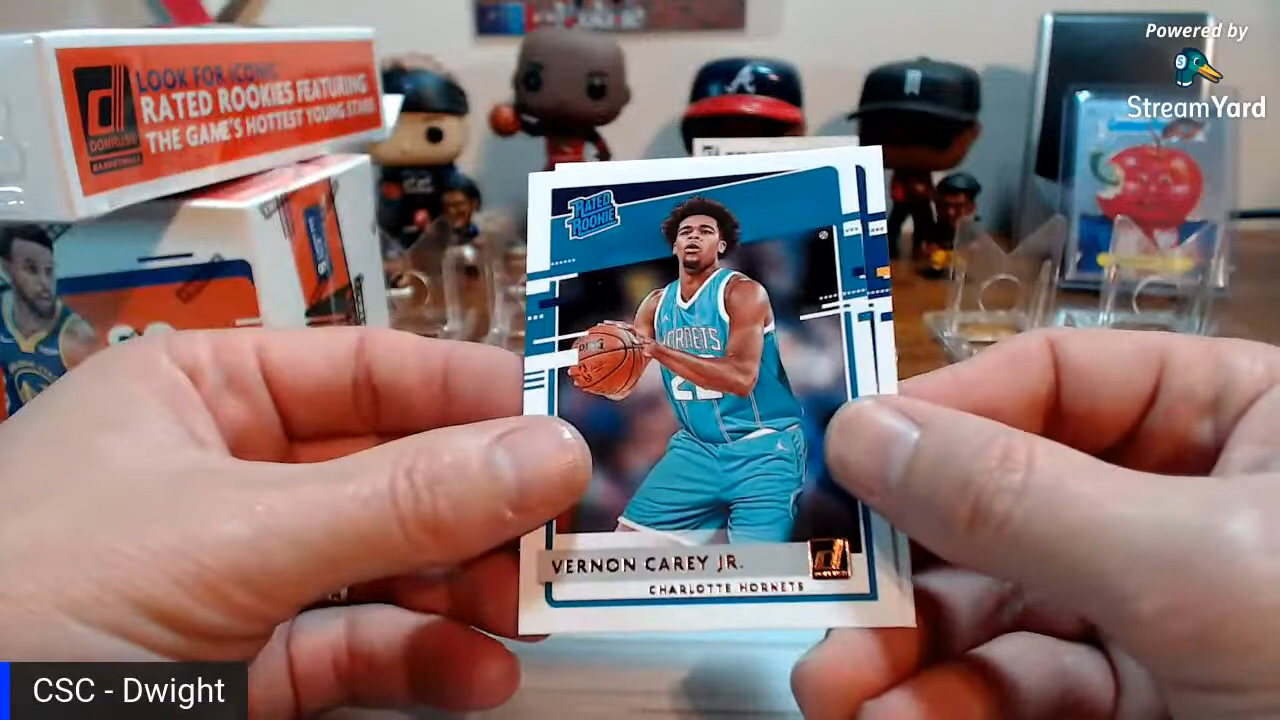 Powered by
StreamYard
LOOK FOR ICONIC
RATED ROOKIES FEATURING
THE GAME'S HOTTEST YOUNG STARS
DONRUSS
BASKETBALL
RATED
ROOKIE
HORNETS
22
VERNON CAREY JR.
CHARLOTTE HORNETS
CSC - Dwight